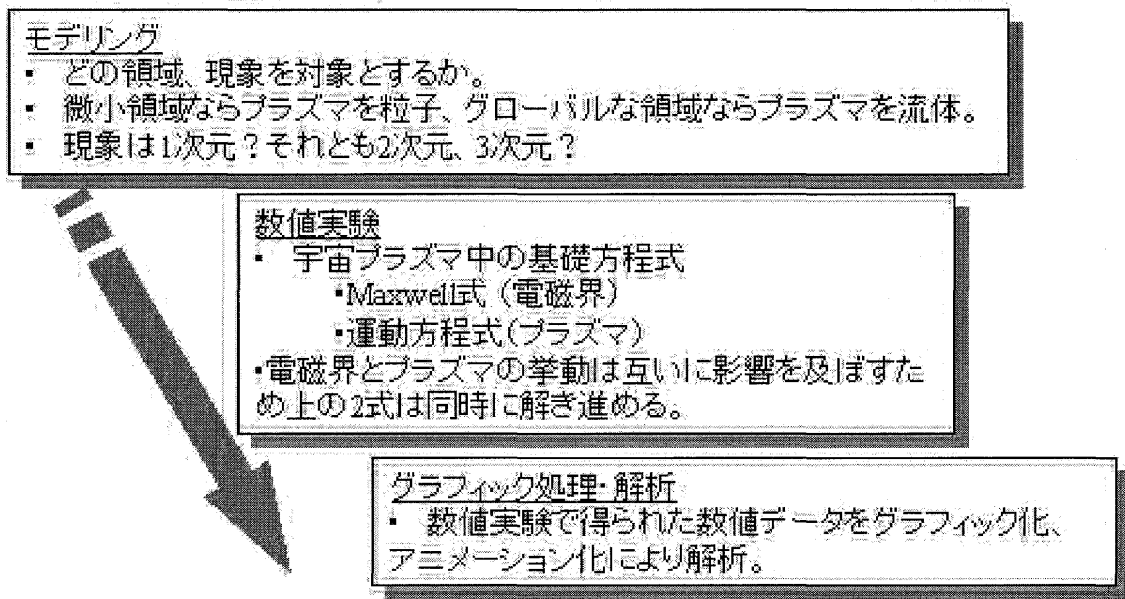 モデリング
・ どの領域、現象を対象とするか。
・ 微小領域ならプラズマを粒子、グローバルな領域ならプラズマを流体。
・ 現象は1次元？それとも2次元、3次元？
数値実験
・ 宇宙プラズマ中の基礎方程式
・Maxwell式（電磁界）
・運動方程式(プラズマ)
・電磁界とプラズマの挙動は互いに影響を及ぼすた
め上の2式は同時に解き進める。
グラフィック処理・解析
・ 数値実験で得られた数値データをグラフィック化、
アニメーション化により解析。